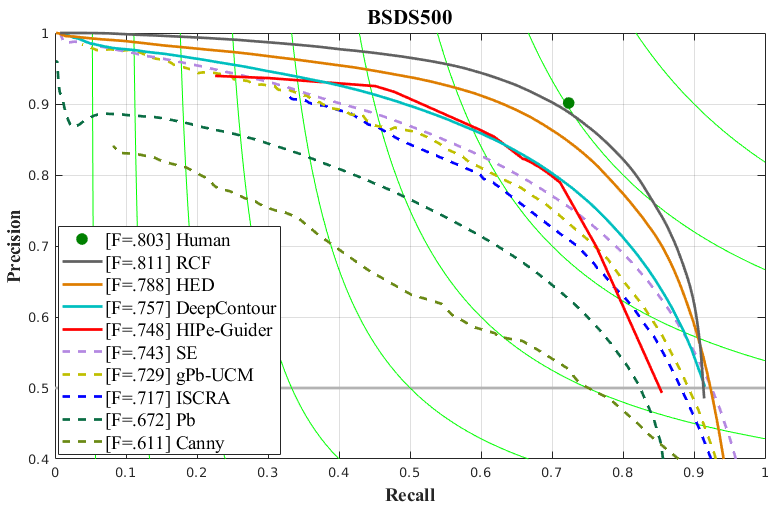 BSDS500
1
0.9
0.8
0.7
0.6
0.5
0.4
Precision
[F=.803] Human
[F=.811] RCF
[F=.788] HED
[F=.757] DeepContour
[F=.748] HIPe-Guider
[F=.743] SE
[F=.729] gPb-UCM
[F=.717] ISCRA
[F=.672] Pb
[F=.611] Canny
0 0.1 0.2 0.3 0.4 0.5 0.6 0.7 0.8 0.9 1
Recall